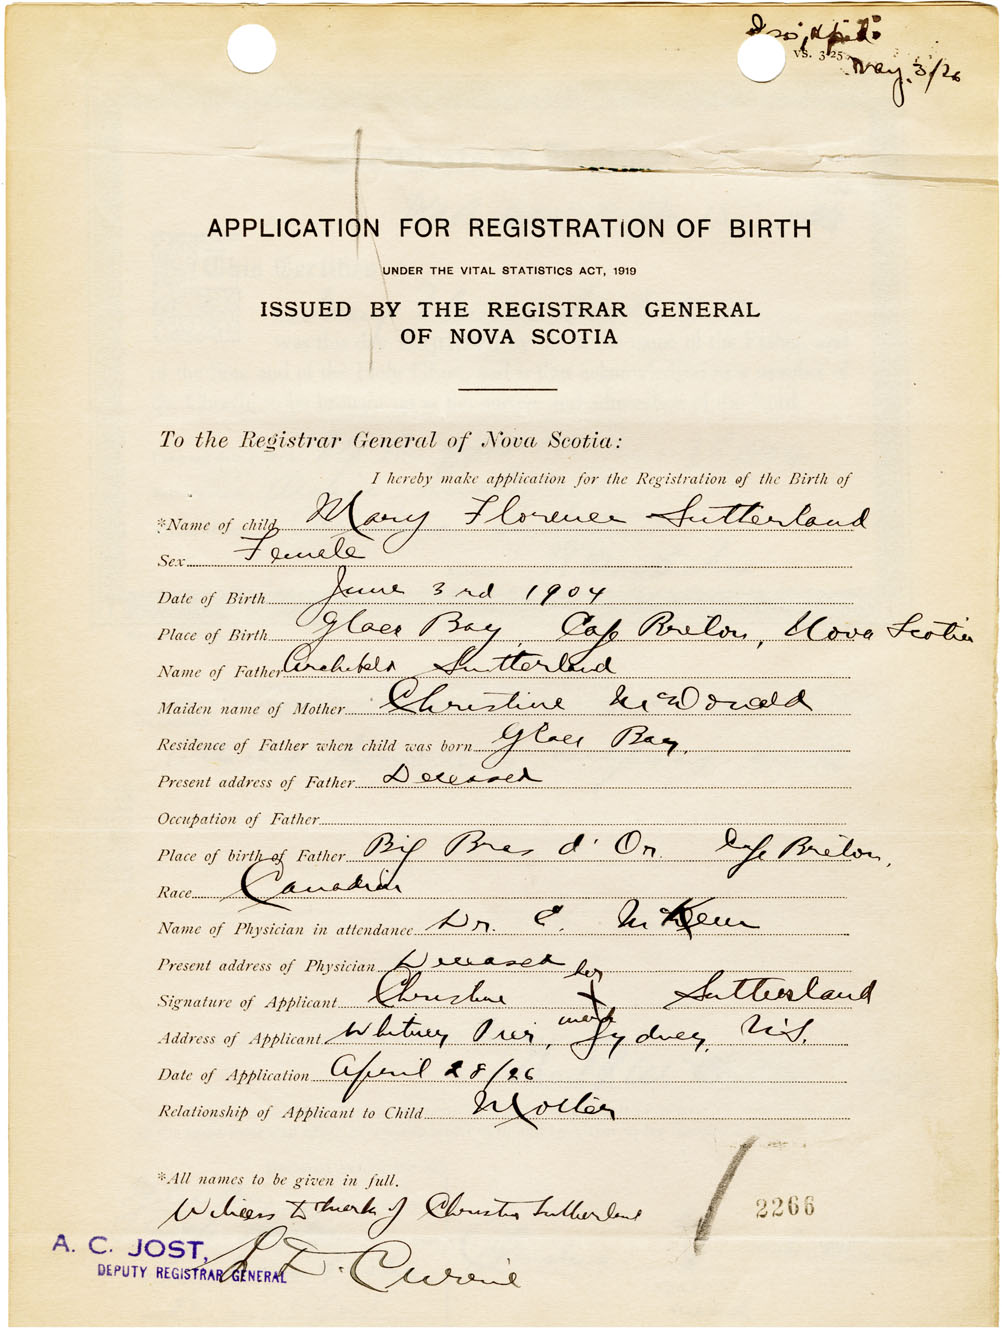 VS. 3-25
May 3/26
APPLICATION FOR REGISTRATION OF BIRTH
UNDER THE VITAL STATISTICS ACT, 1919
ISSUED BY THE REGISTRAR GENERAL
OF NOVA SCOTIA
To the Registrar General of Nova Scotia:
I hereby make application for the Registration of the Birth of
*Name of child Mary Florence Sutherland
Sex Female
Date of Birth June 3rd 1904
Place of Birth Glace Bay, Cape Breton, Nova Scotia
Name of Father Archibald Sutherland
Maiden name of Mother Christine McDonald
Residence of Father when child was born Glace Bay.
Present address of Father Deceased
Occupation of Father
Place of birth of Father Big Bras d'Or. Cape Breton.
Race Canadian
Name of Physician in attendance Dr. McKeen
Present address of Physician Deceased
Signature of Applicant Christine her X mark Sutherland
Address of Applicant Whitney Pier, Sydney, N.S.
Date of Application April 28/26
Relationship of Applicant to Child Mother
*All names to be given in full.
Witness to mark of Christine Sutherland
2266
A. C. JOST,
DEPUTY REGISTRAR GENERAL
Currie